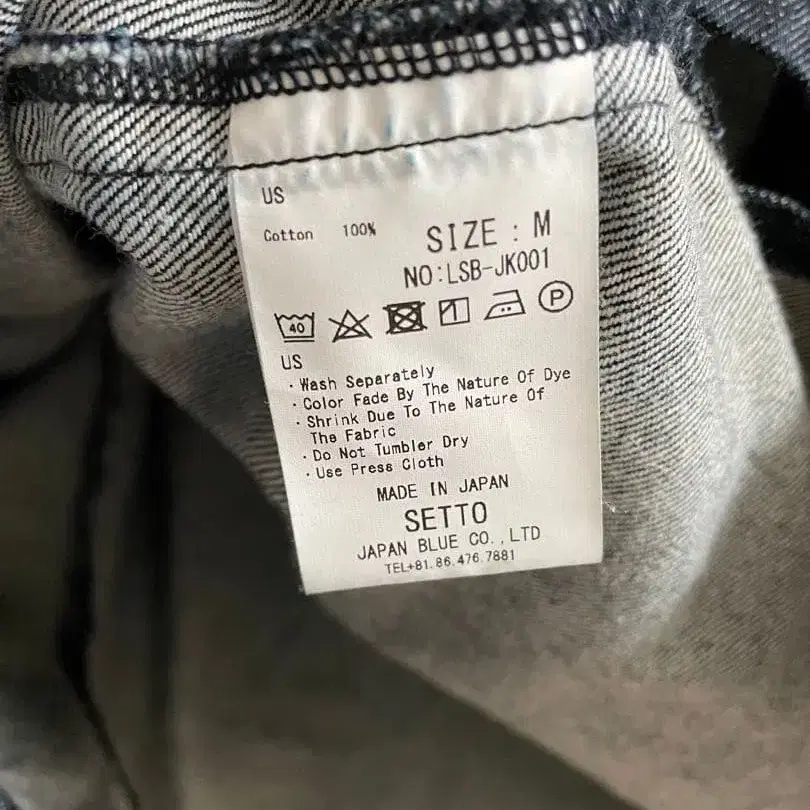 US
Cotton 100%
SIZE : M
NO:LSB-JK001
40 P
US
・Wash Separately
・Color Fade By The Nature Of Dye
・Shrink Due To The Nature Of
The Fabric
・Do Not Tumbler Dry
・Use Press Cloth
MADE IN JAPAN
SETTO
JAPAN BLUE CO.,LTD
TEL+81.86.476.7881